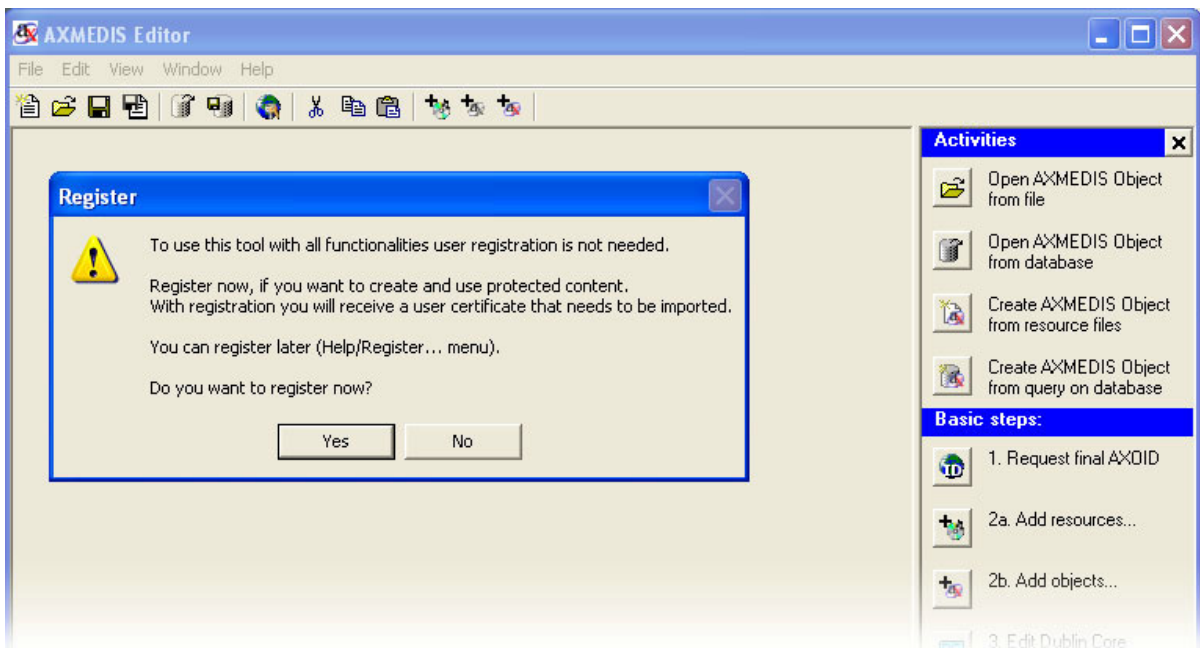 AXMEDIS Editor
File Edit View Window Help
Register
To use this tool with all functionalities user registration is not needed.
Register now, if you want to create and use protected content.
With registration you will receive a user certificate that needs to be imported.
You can register later (Help/Register... menu).
Do you want to register now?
Yes No
Activities
Open AXMEDIS Object
from file
Open AXMEDIS Object
from database
Create AXMEDIS Object
from resource files
Create AXMEDIS Object
from query on database
Basic steps:
1. Request final AXOID
2a. Add resources...
2b. Add objects...
3. Edit Dublin Core